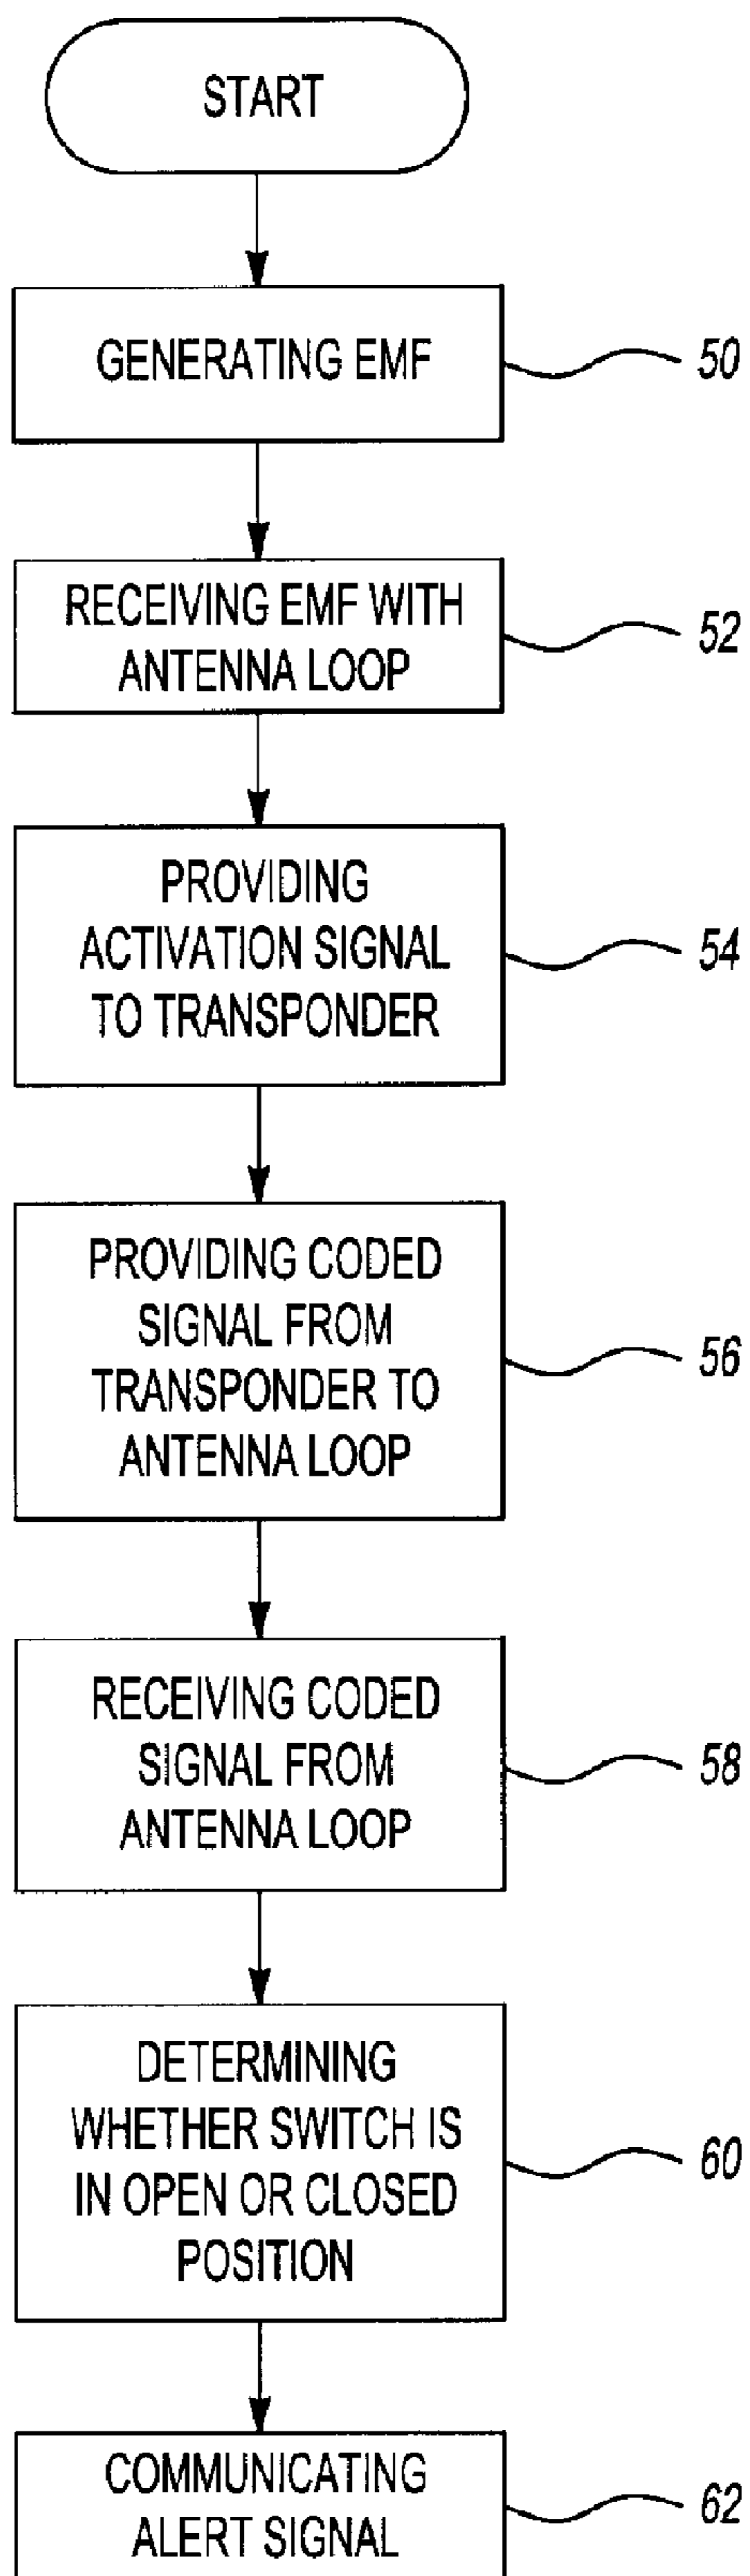 START
GENERATING EMF
50
RECEIVING EMF WITH
ANTENNA LOOP
52
PROVIDING
ACTIVATION SIGNAL
TO TRANSPONDER
54
PROVIDING CODED
SIGNAL FROM
TRANSPONDER TO
ANTENNA LOOP
56
RECEIVING CODED
SIGNAL FROM
ANTENNA LOOP
58
DETERMINING
WHETHER SWITCH IS
IN OPEN OR CLOSED
POSITION
60
COMMUNICATING
ALERT SIGNAL
62